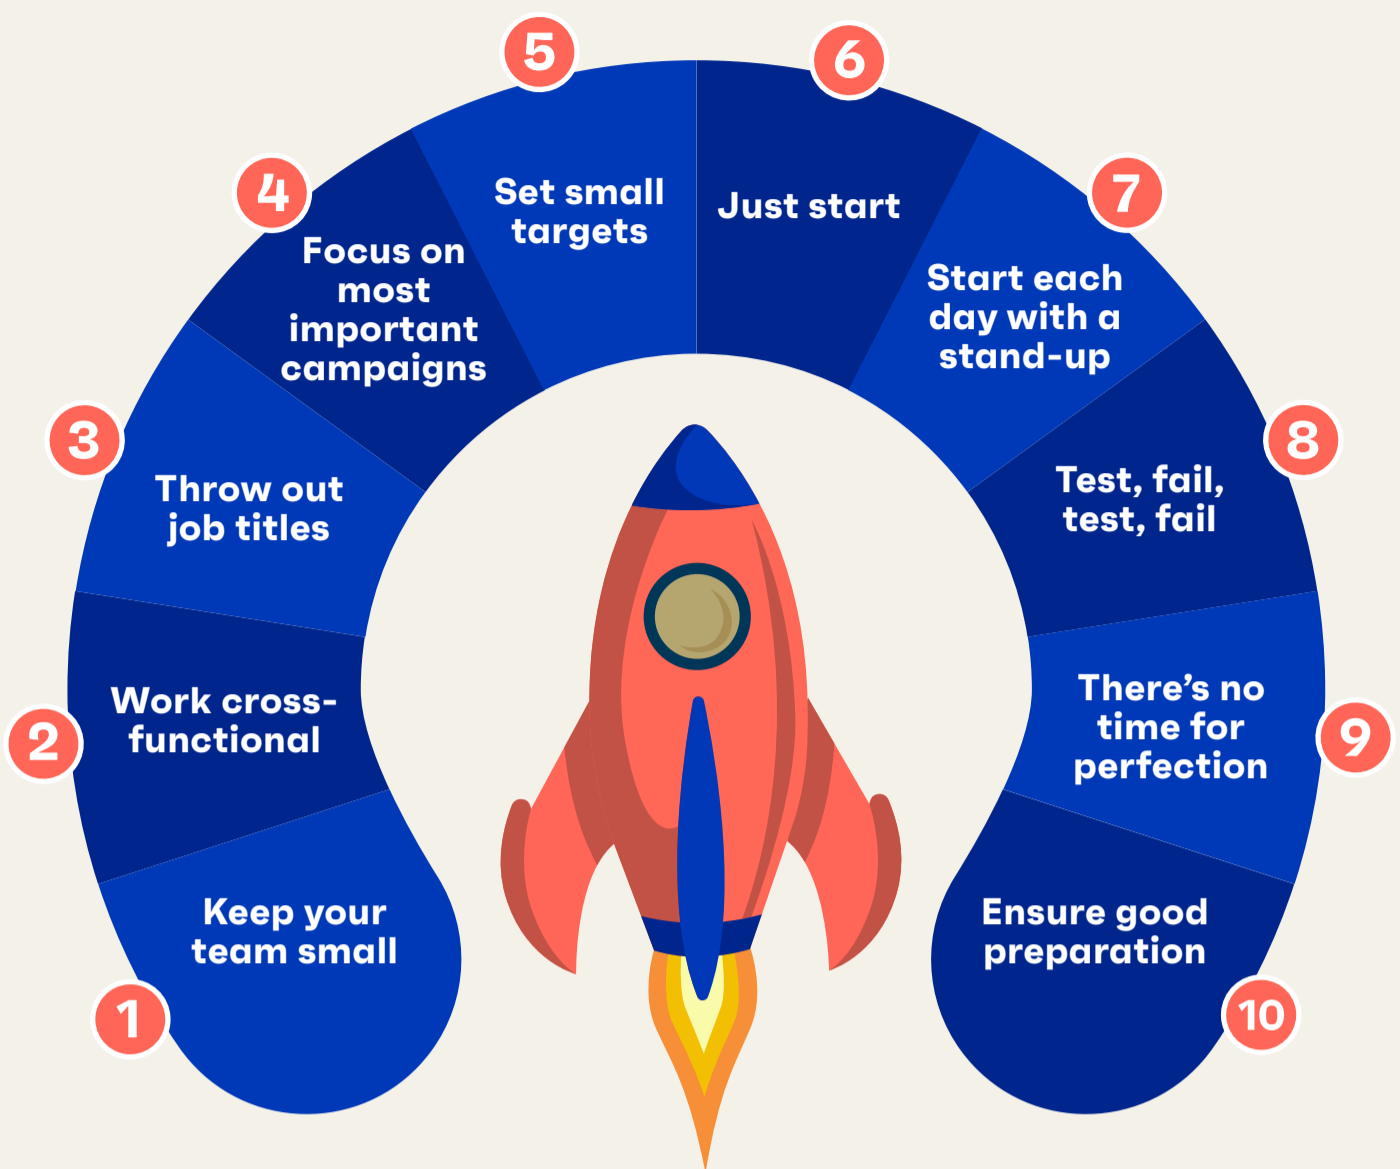 1
Keep your
team small
2
Work cross-
functional
3
Throw out
job titles
4
Focus on
most
important
campaigns
5
Set small
targets
6
Just start
7
Start each
day with a
stand-up
8
Test, fail,
test, fail
9
There’s no
time for
perfection
10
Ensure good
preparation